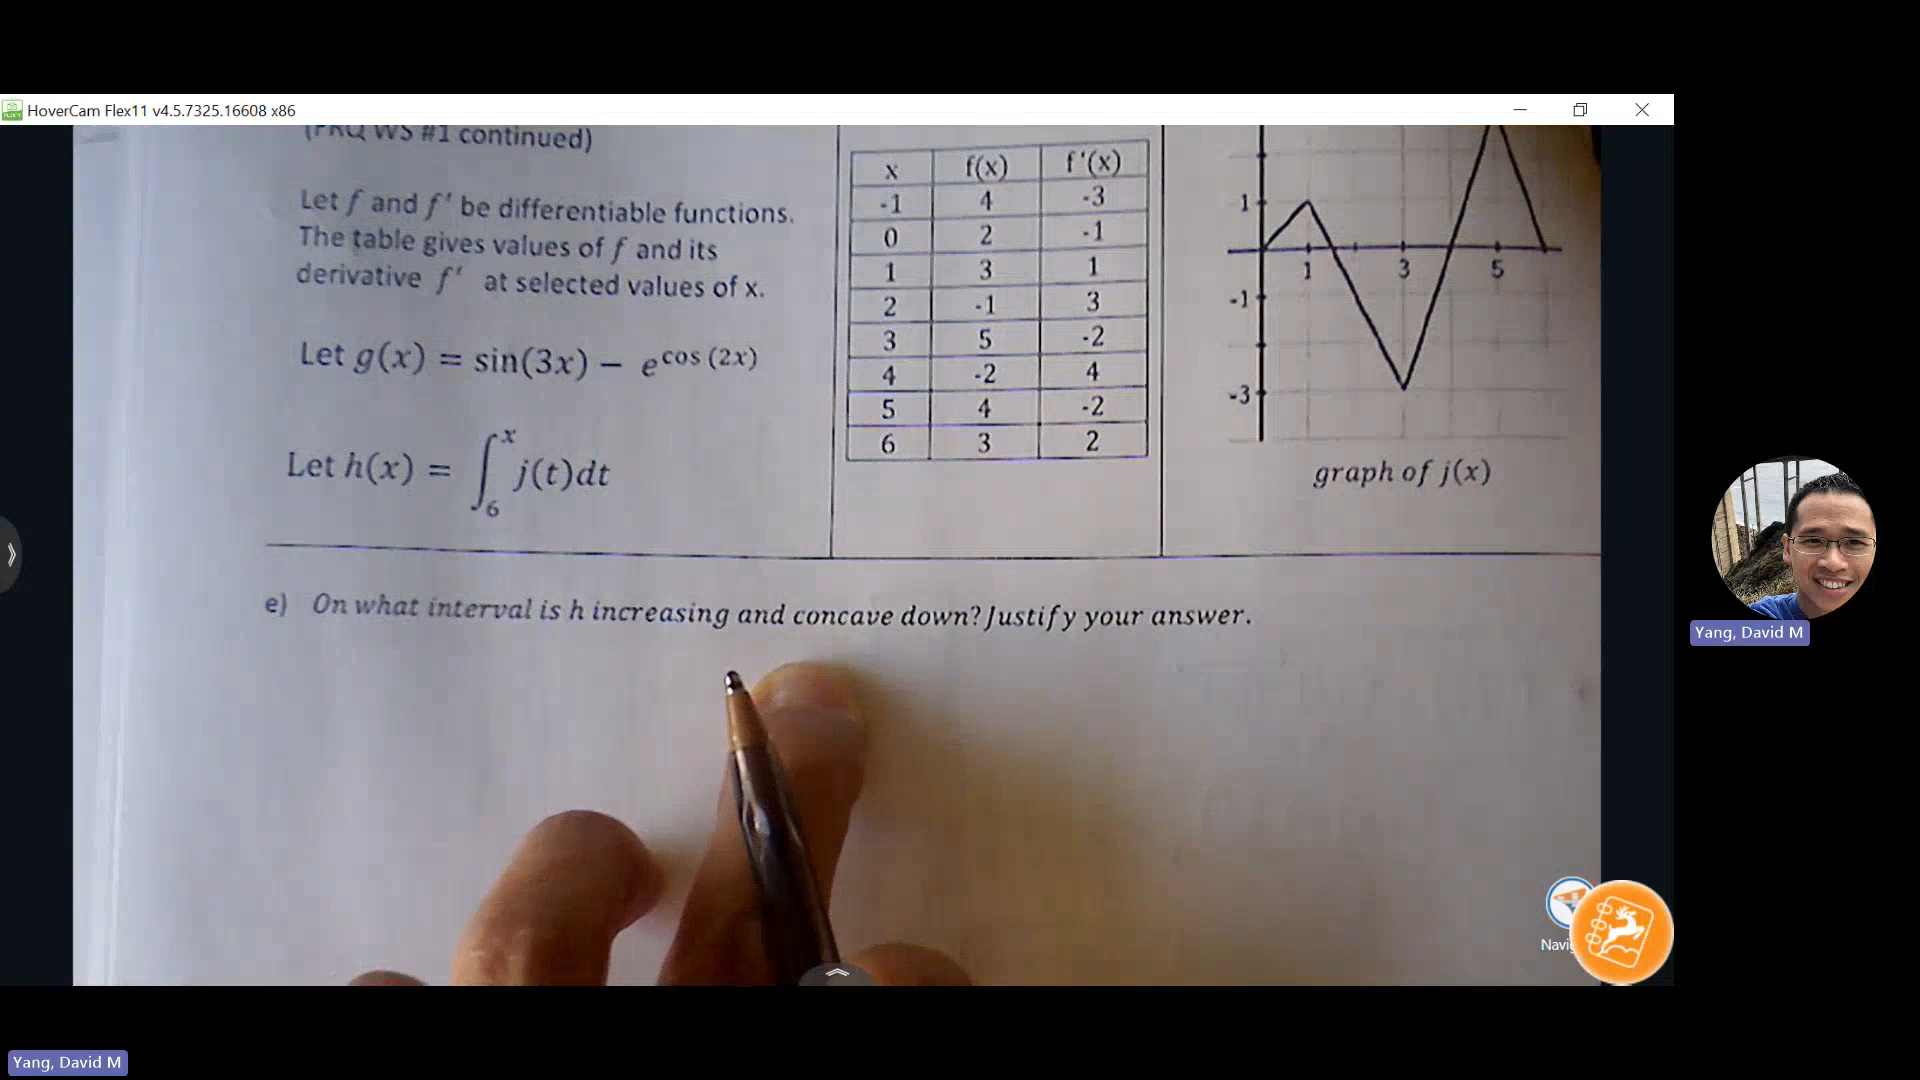 HoverCam Flex11 v4.5.7325.16608 x86
(FRQ WS #1 continued)
Let f and f' be differentiable functions.
The table gives values of f and its
derivative f' at selected values of x.
Let g(x) = sin(3x) − e^cos (2x)
Let h(x) = ∫_6^x j(t)dt
x f(x) f'(x)
-1 4 -3
0 2 -1
1 3 1
2 -1 3
3 5 -2
4 -2 4
5 4 -2
6 3 2
1
1 3 5
-1
-3
graph of j(x)
e) On what interval is h increasing and concave down? Justify your answer.
Yang, David M
Yang, David M